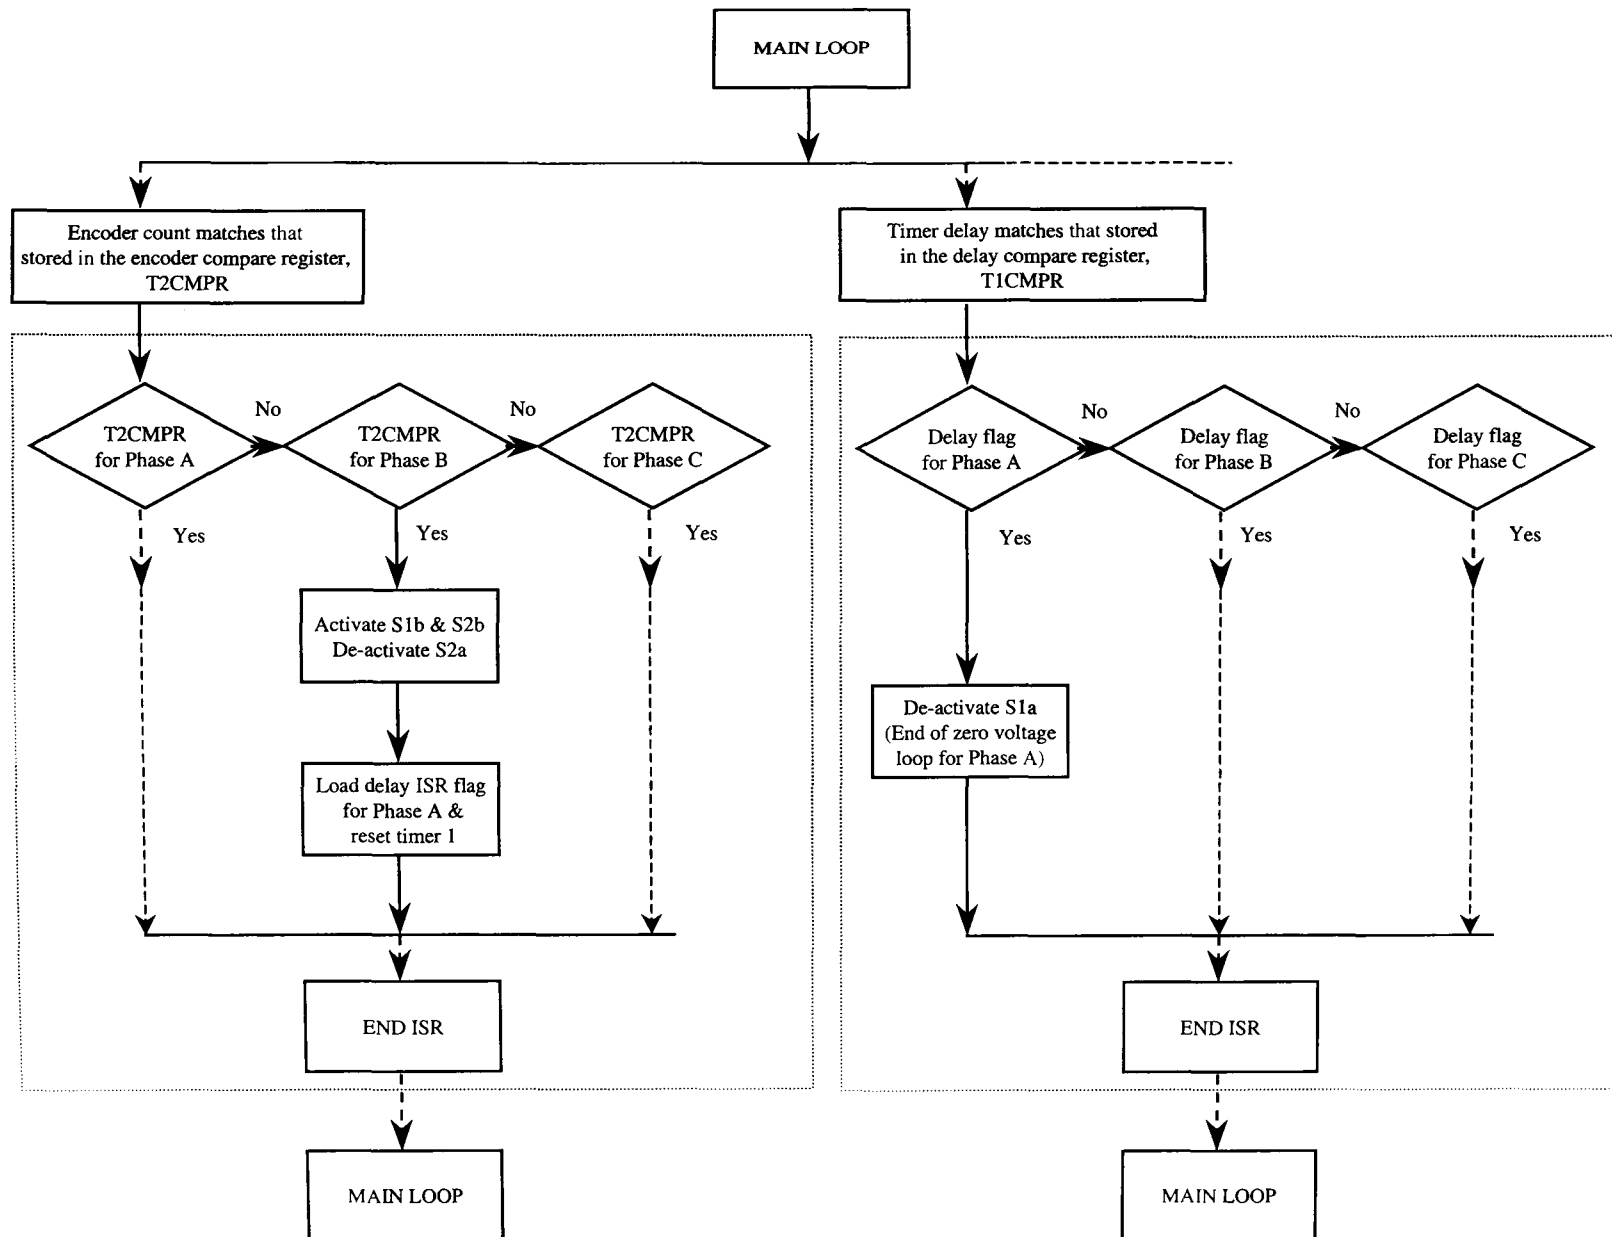 MAIN LOOP
Encoder count matches that
stored in the encoder compare register,
T2CMPR
Timer delay matches that stored
in the delay compare register,
T1CMPR
T2CMPR
for Phase A
No
T2CMPR
for Phase B
No
T2CMPR
for Phase C
Delay flag
for Phase A
No
Delay flag
for Phase B
No
Delay flag
for Phase C
Yes
Yes
Yes
Yes
Yes
Yes
Activate S1b & S2b
De-activate S2a
De-activate S1a
(End of zero voltage
loop for Phase A)
Load delay ISR flag
for Phase A &
reset timer 1
END ISR
END ISR
MAIN LOOP
MAIN LOOP